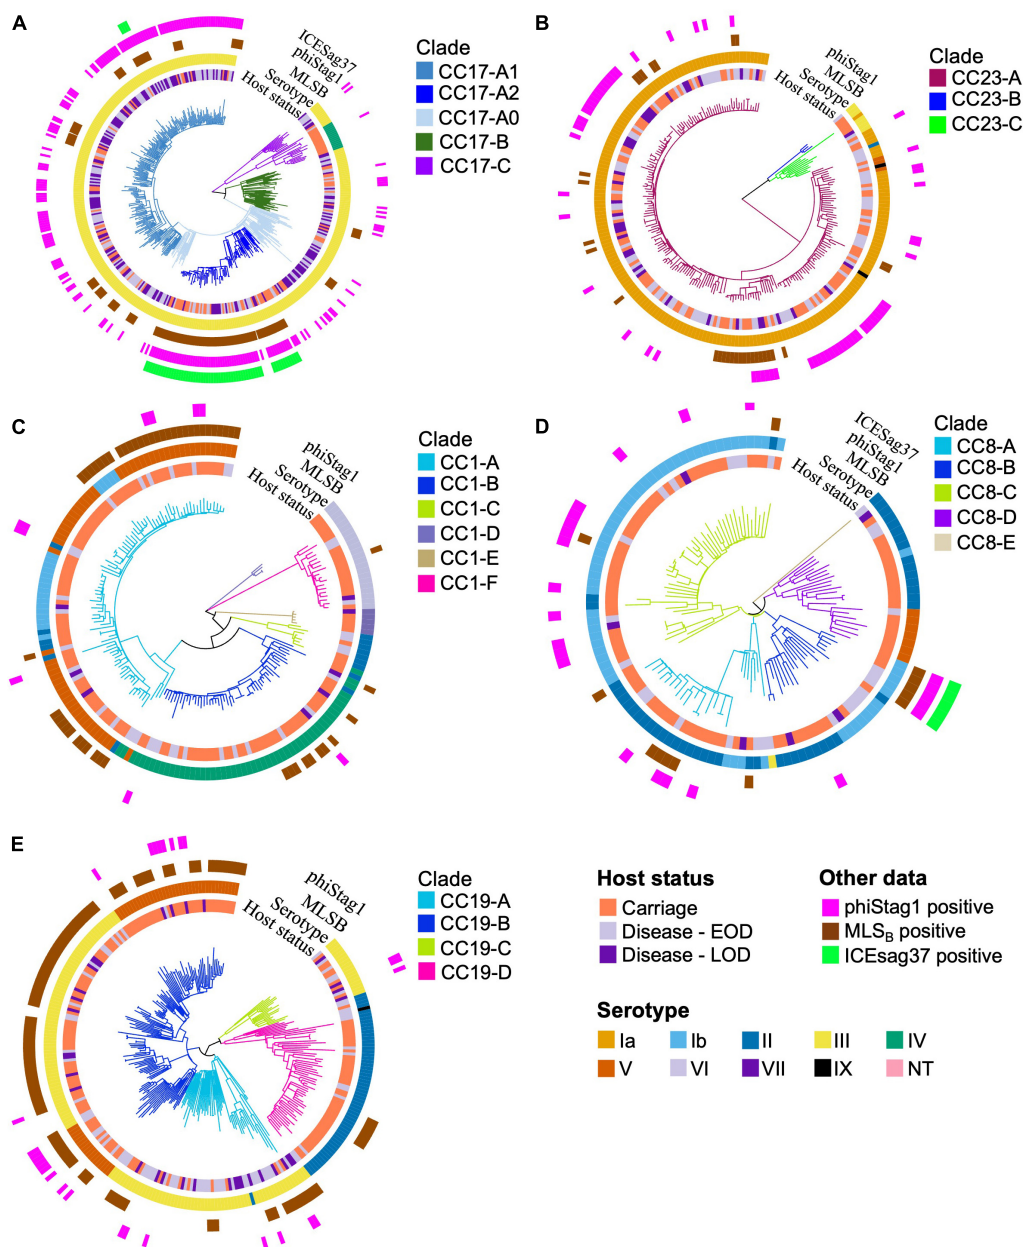 A
ICESag37
phiStag1
MLSB
Serotype
Host status
Clade
CC17-A1
CC17-A2
CC17-A0
CC17-B
CC17-C
B
phiStag1
MLSB
Serotype
Host status
Clade
CC23-A
CC23-B
CC23-C
C
phiStag1
MLSB
Serotype
Host status
Clade
CC1-A
CC1-B
CC1-C
CC1-D
CC1-E
CC1-F
D
ICESag37
phiStag1
MLSB
Serotype
Host status
Clade
CC8-A
CC8-B
CC8-C
CC8-D
CC8-E
E
phiStag1
MLSB
Serotype
Host status
Clade
CC19-A
CC19-B
CC19-C
CC19-D
Host status
Carriage
Disease - EOD
Disease - LOD
Other data
phiStag1 positive
MLSB positive
ICEsag37 positive
Serotype
Ia Ib II III IV
V VI VII IX NT